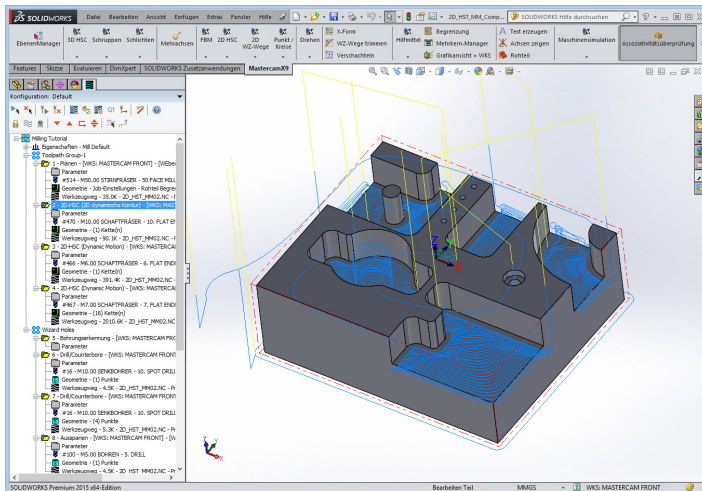 SOLIDWORKS Datei Bearbeiten Ansicht Einfügen Extras Fenster Hilfe 2D_HST_MM_Comp... SOLIDWORKS Hilfe durchsuchen
EbenenManager 3D HSC Schruppen Schlichten Mehrachsen FBM 2D HSC 2D WZ-Wege Punkt / Kreise Drehen X-Form WZ-Wege trimmen Verschachteln Hilfsmittel Begrenzung Mehrkern-Manager Grafikansicht = WKS A Text erzeugen Achsen zeigen Rohteil Maschinensimulation Assoziativitätsüberprüfung
Features Skizze Evaluieren DimXpert SOLIDWORKS Zusatzanwendungen MastercamX9
Konfiguration: Default
Milling Tutorial
Eigenschaften - Mill Default
Toolpath Group-1
1 - Planen - [WKS: MASTERCAM FRONT] - [WEber
Parameter
#514 - M50.00 STIRNFRÄSER - 50 FACE MILL
Geometrie - Job-Einstellungen - Rohteil Begre
Werkzeugweg - 35.0K - 2D_HST_MM02.NC -
2 - 2D-HSC (2D dynamische Kontur) - [WKS: MAS
Parameter
#470 - M10.00 SCHAFTFRÄSER - 10. FLAT E
Geometrie - (1) Kette(n)
Werkzeugweg - 90.1K - 2D_HST_MM02.NC -
3 - 2D-HSC (Dynamic Motion) - [WKS: MASTERCA
Parameter
#466 - M6.00 SCHAFTFRÄSER - 6. FLAT END
Geometrie - (1) Kette(n)
Werkzeugweg - 391.4K - 2D_HST_MM02.NC
4 - 2D-HSC (Dynamic Motion) - [WKS: MASTERCA
Parameter
#467 - M7.00 SCHAFTFRÄSER - 7. FLAT END
Geometrie - (16) Kette(n)
Werkzeugweg - 2010.6K - 2D_HST_MM02.NC
Wizard Holes
5 - Bohrungserkennung - [WKS: MASTERCAM FR
Parameter
6 - Drill/Counterbore - [WKS: MASTERCAM FRONT
Parameter
#16 - M10.00 SENKBOHRER - 10. SPOT DRILL
Geometrie - (1) Punkte
Werkzeugweg - 4.5K - 2D_HST_MM02.NC - P
7 - Drill/Counterbore - [WKS: MASTERCAM FRONT
Parameter
#16 - M10.00 SENKBOHRER - 10. SPOT DRILL
Geometrie - (4) Punkte
Werkzeugweg - 5.3K - 2D_HST_MM02.NC - P
8 - Ausspanen - [WKS: MASTERCAM FRONT] - [W
Parameter
#100 - M5.00 BOHREN - 5. DRILL
Geometrie - (1) Punkte
Werkzeugweg - 4.5K - 2D_HST_MM02.NC - P
SOLIDWORKS Premium 2015 x64-Edition Bearbeiten Teil MMGS WKS: MASTERCAM FRONT